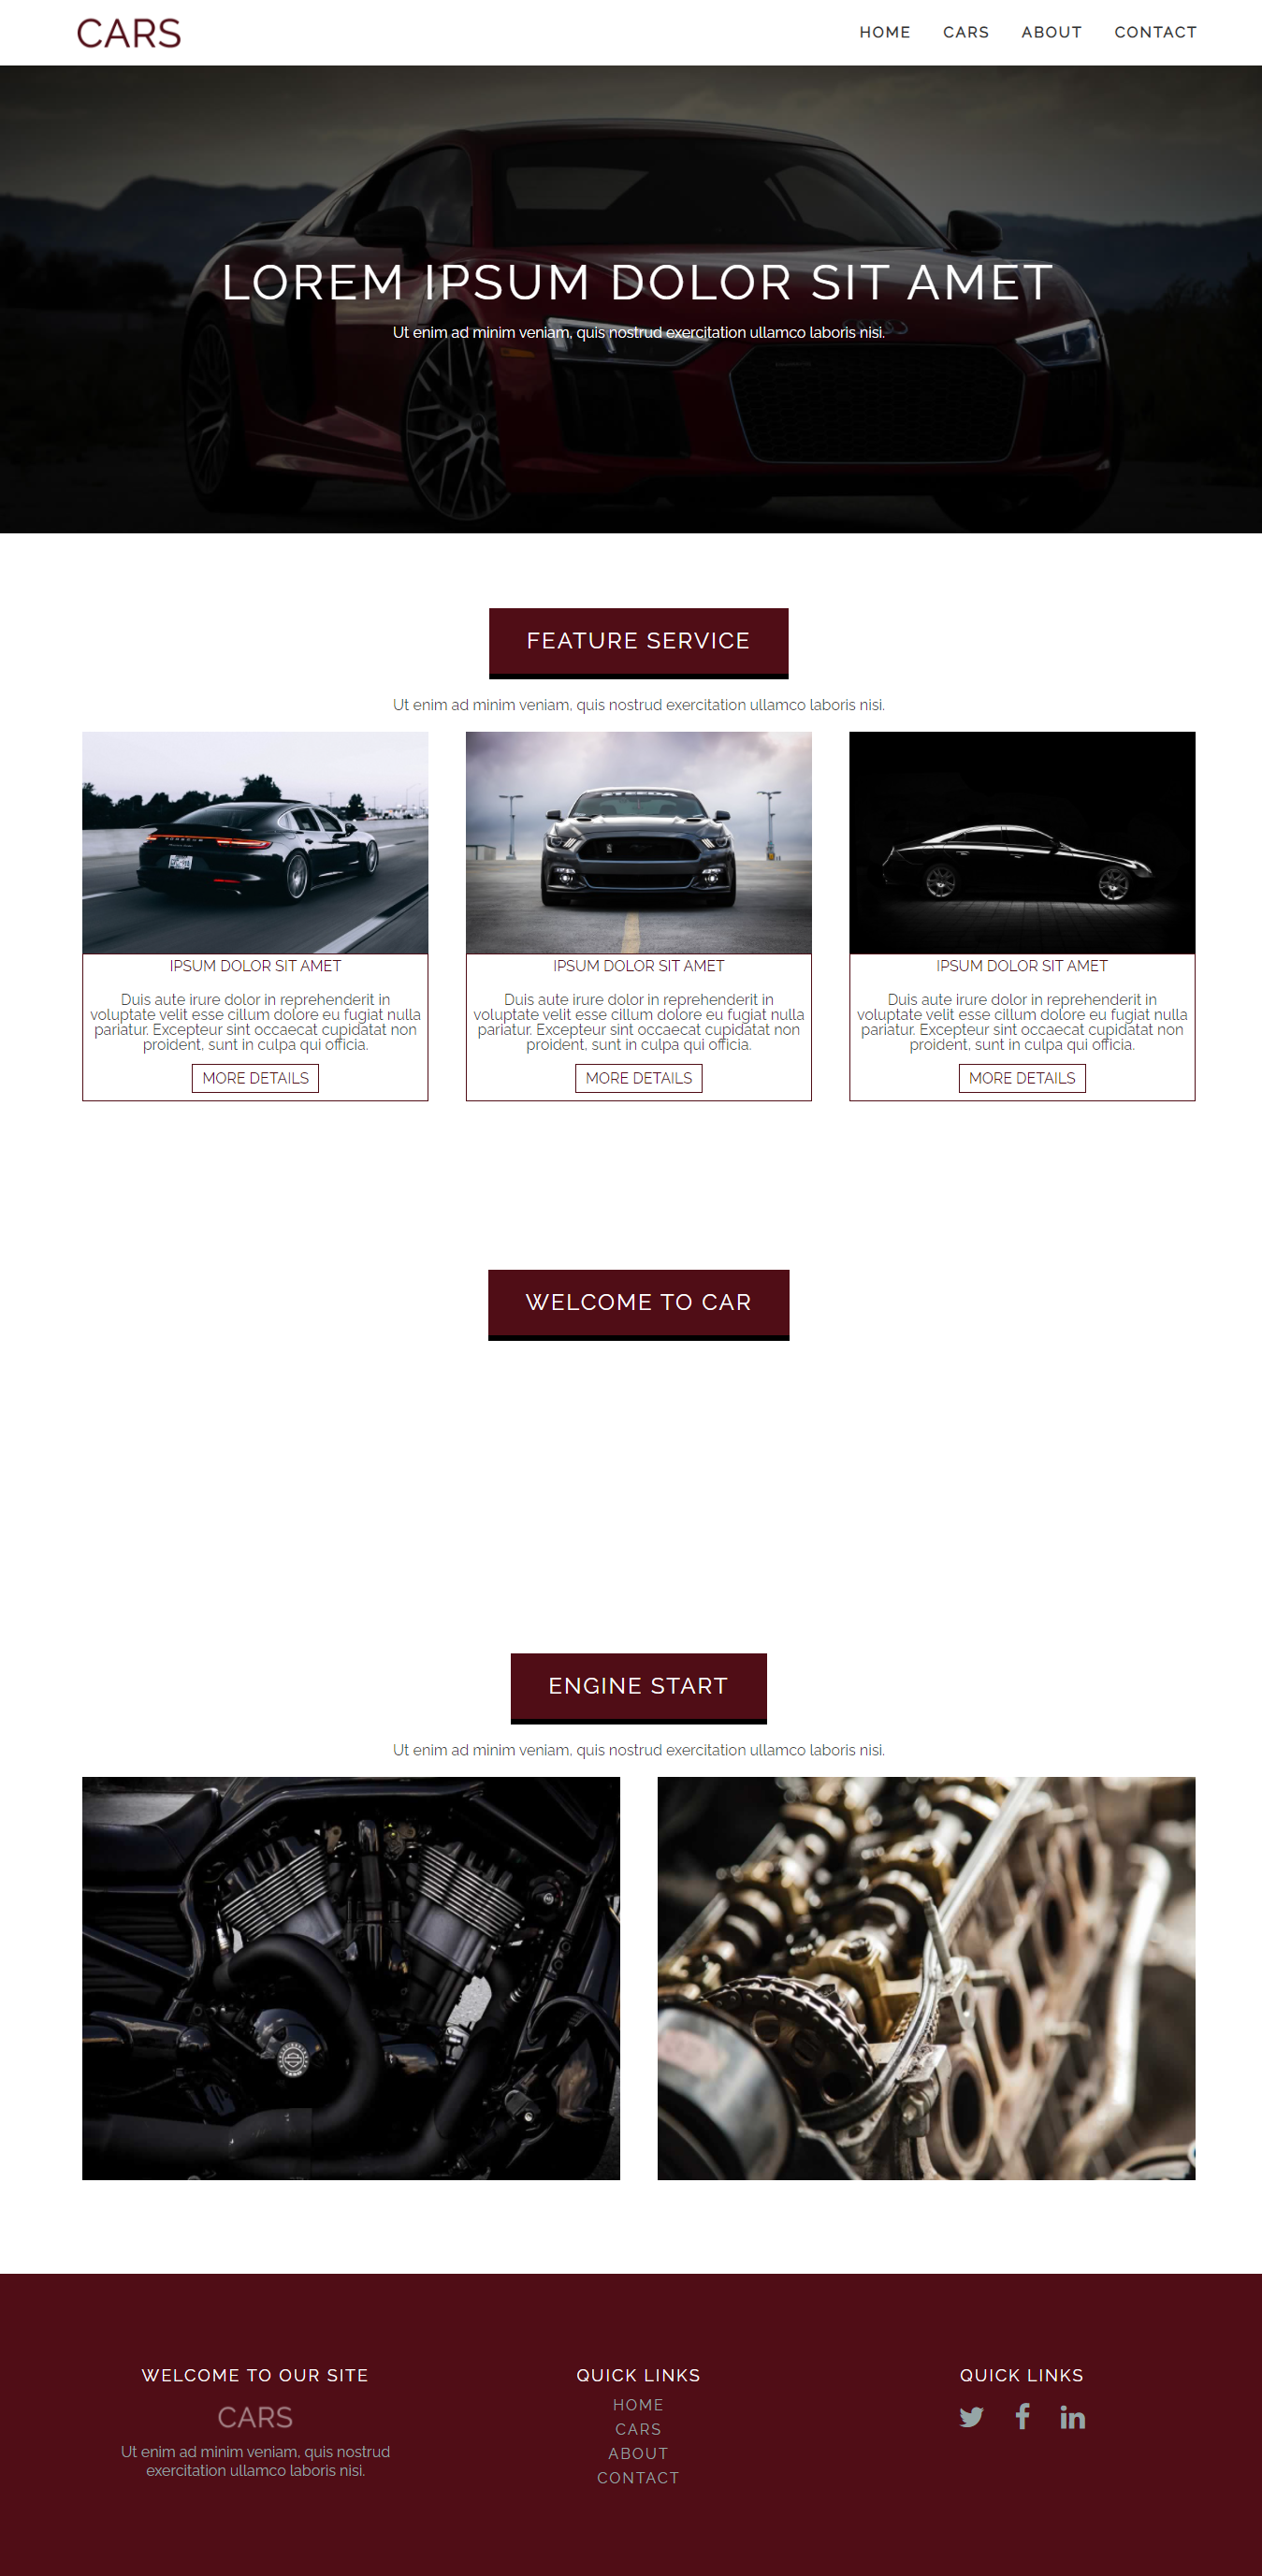 CARS
HOME CARS ABOUT CONTACT
LOREM IPSUM DOLOR SIT AMET
Ut enim ad minim veniam, quis nostrud exercitation ullamco laboris nisi.
FEATURE SERVICE
Ut enim ad minim veniam, quis nostrud exercitation ullamco laboris nisi.
IPSUM DOLOR SIT AMET
Duis aute irure dolor in reprehenderit in
voluptate velit esse cillum dolore eu fugiat nulla
pariatur. Excepteur sint occaecat cupidatat non
proident, sunt in culpa qui officia.
MORE DETAILS
IPSUM DOLOR SIT AMET
Duis aute irure dolor in reprehenderit in
voluptate velit esse cillum dolore eu fugiat nulla
pariatur. Excepteur sint occaecat cupidatat non
proident, sunt in culpa qui officia.
MORE DETAILS
IPSUM DOLOR SIT AMET
Duis aute irure dolor in reprehenderit in
voluptate velit esse cillum dolore eu fugiat nulla
pariatur. Excepteur sint occaecat cupidatat non
proident, sunt in culpa qui officia.
MORE DETAILS
WELCOME TO CAR
ENGINE START
Ut enim ad minim veniam, quis nostrud exercitation ullamco laboris nisi.
WELCOME TO OUR SITE
CARS
Ut enim ad minim veniam, quis nostrud
exercitation ullamco laboris nisi.
QUICK LINKS
HOME
CARS
ABOUT
CONTACT
QUICK LINKS